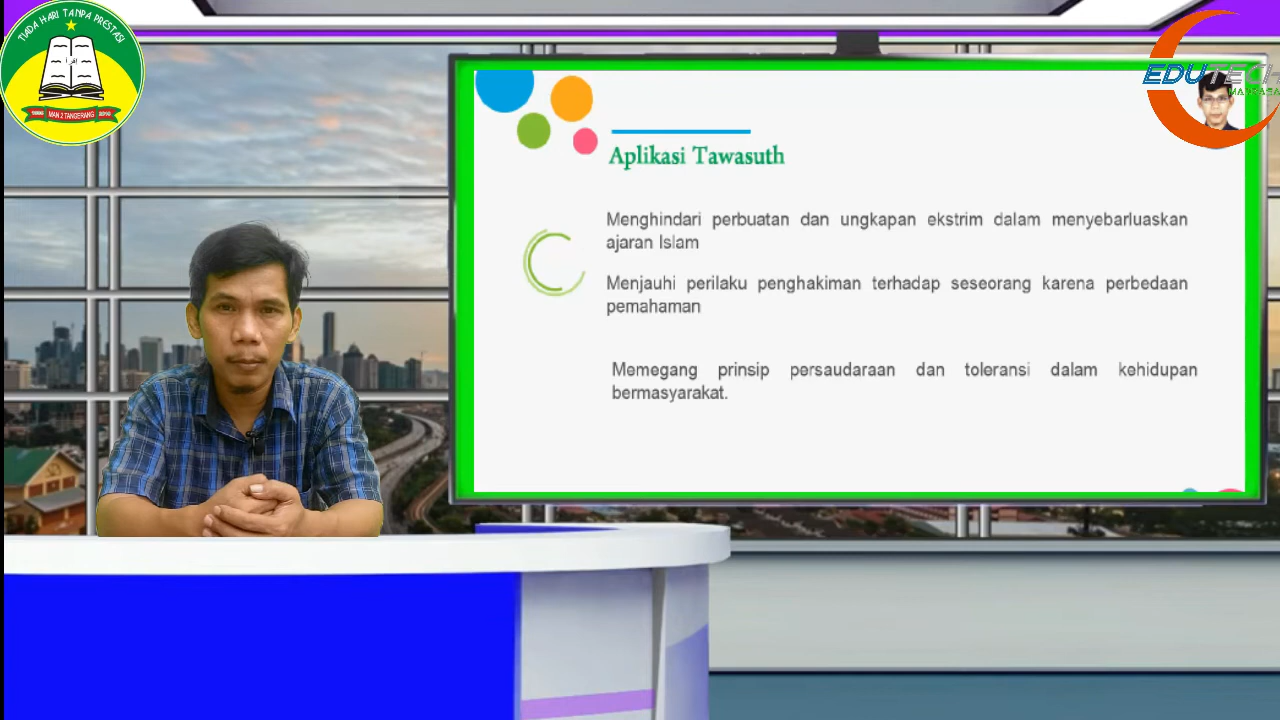 TIADA HARI TANPA PRESTASI
MAN 2 TANGERANG
EDUTECH
Aplikasi Tawasuth
Menghindari perbuatan dan ungkapan ekstrim dalam menyebarluaskan
ajaran Islam
Menjauhi perilaku penghakiman terhadap seseorang karena perbedaan
pemahaman
Memegang prinsip persaudaraan dan toleransi dalam kehidupan
bermasyarakat.